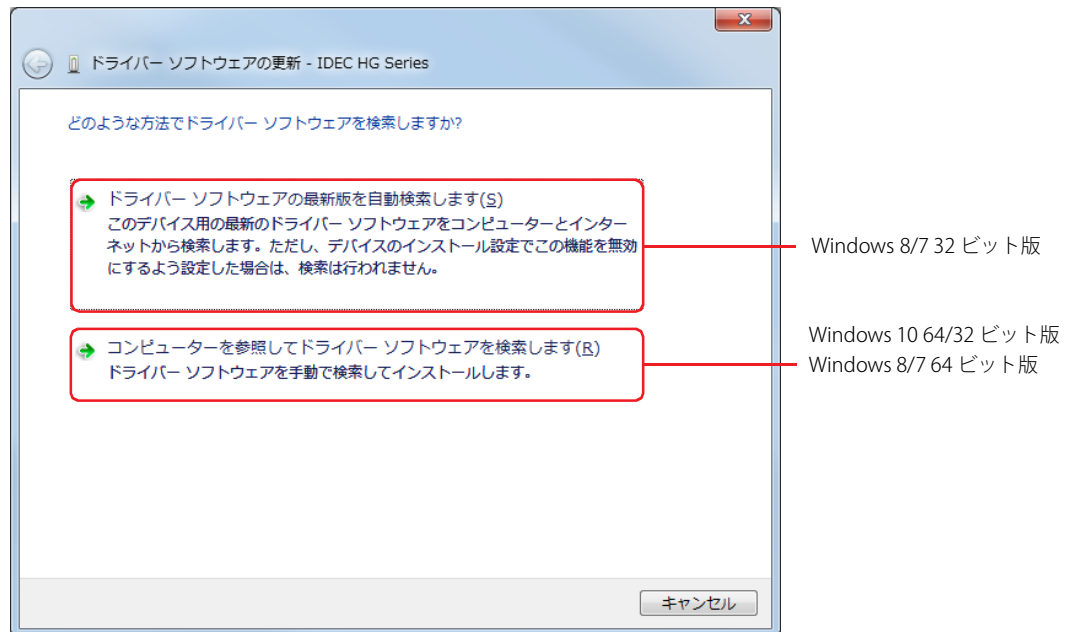 ドライバー ソフトウェアの更新 - IDEC HG Series
どのような方法でドライバー ソフトウェアを検索しますか?
ドライバー ソフトウェアの最新版を自動検索します(S)
このデバイス用の最新のドライバー ソフトウェアをコンピューターとインター
ネットから検索します。ただし、デバイスのインストール設定でこの機能を無効
にするよう設定した場合は、検索は行われません。
Windows 8/7 32 ビット版
コンピューターを参照してドライバー ソフトウェアを検索します(R)
ドライバー ソフトウェアを手動で検索してインストールします。
Windows 10 64/32 ビット版
Windows 8/7 64 ビット版
キャンセル